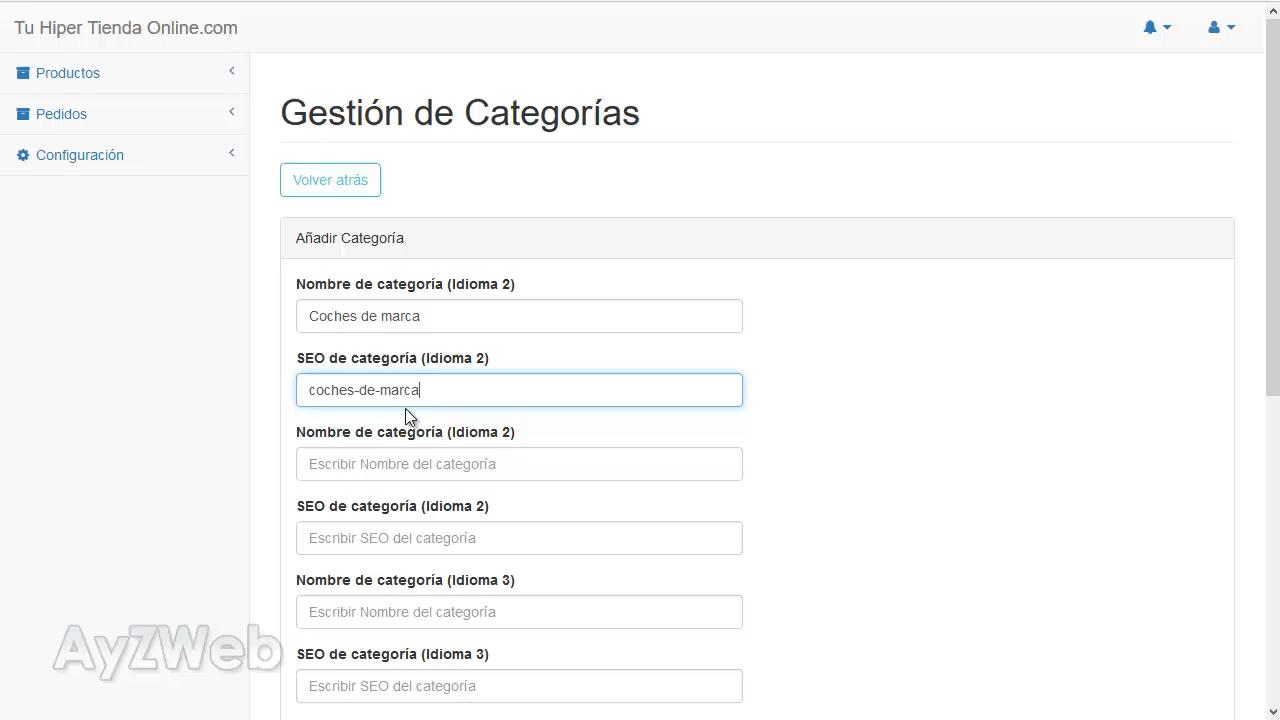 Tu Hiper Tienda Online.com
Productos
Pedidos
Configuración
Gestión de Categorías
Volver atrás
Añadir Categoría
Nombre de categoría (Idioma 2)
Coches de marca
SEO de categoría (Idioma 2)
coches-de-marca
Nombre de categoría (Idioma 2)
Escribir Nombre del categoría
SEO de categoría (Idioma 2)
Escribir SEO del categoría
Nombre de categoría (Idioma 3)
Escribir Nombre del categoría
SEO de categoría (Idioma 3)
Escribir SEO del categoría
AyZWeb